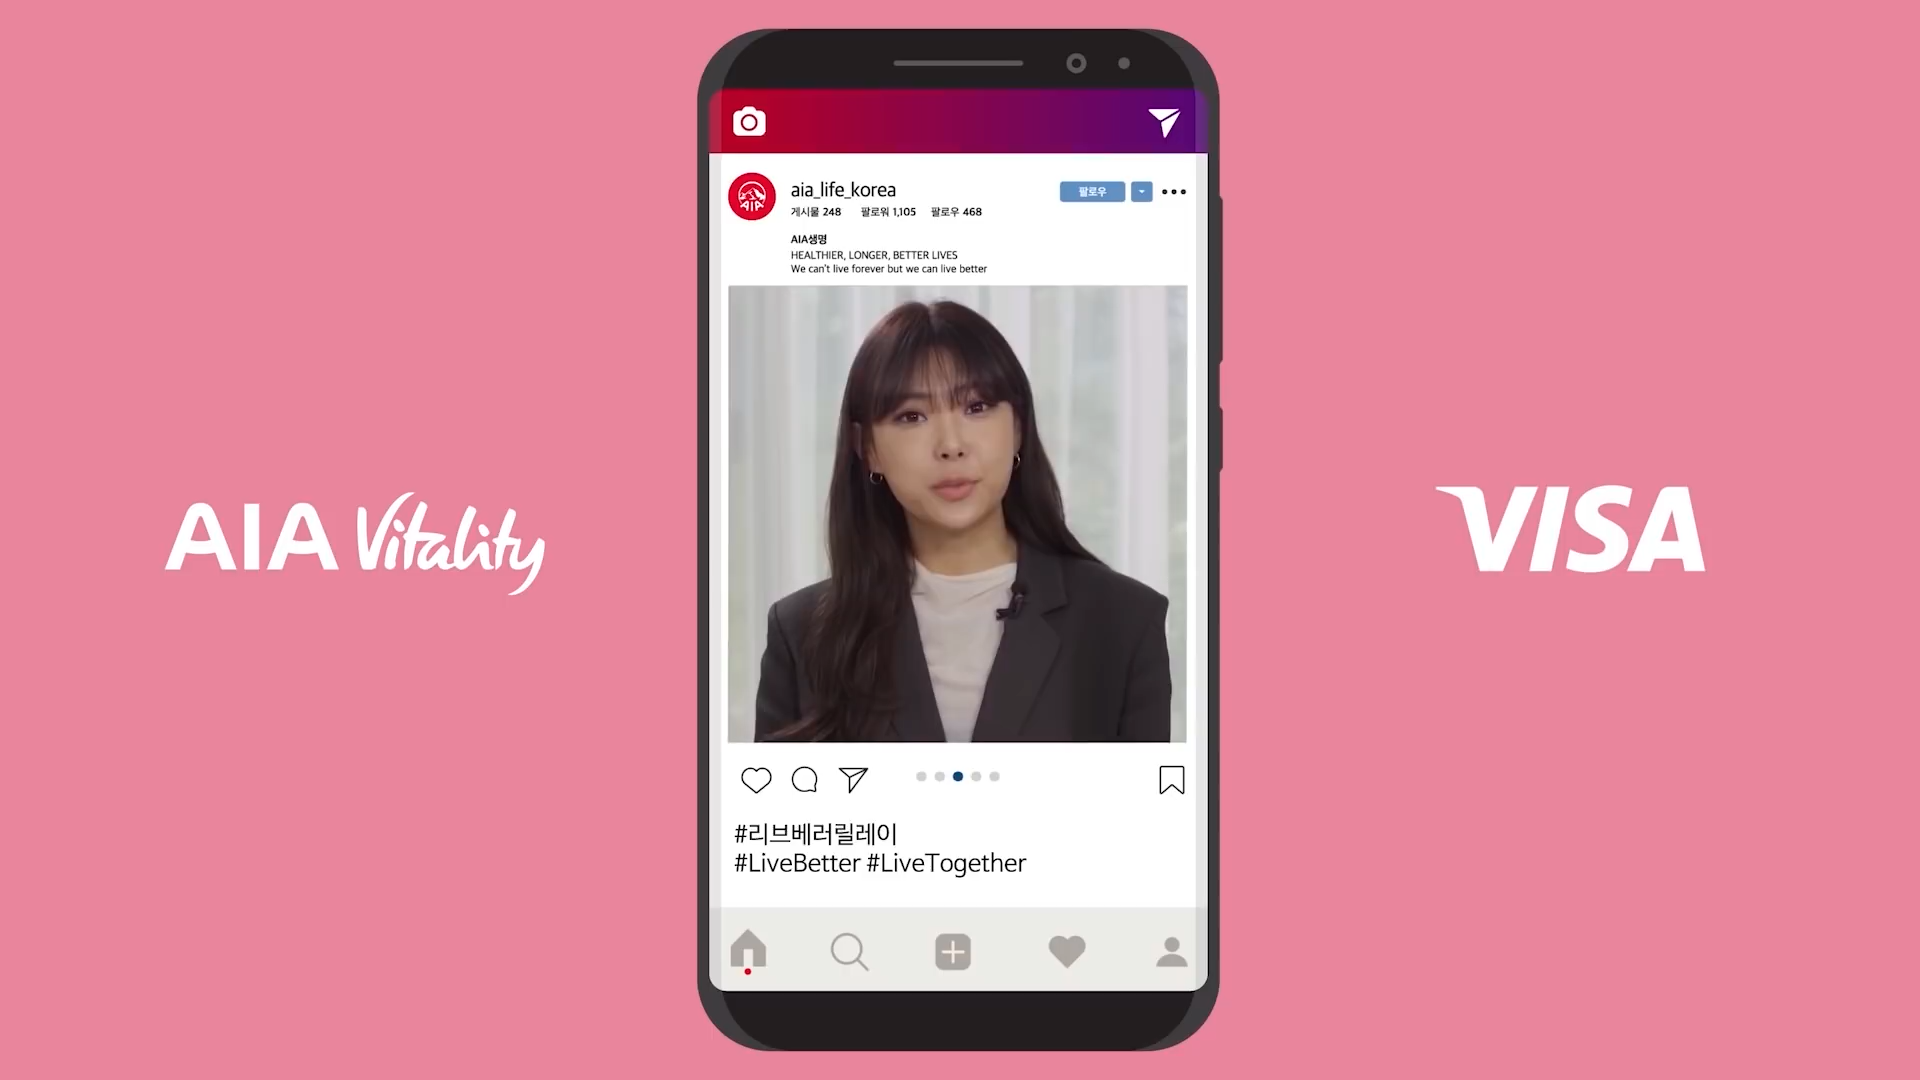 AIA Vitality
aia_life_korea
팔로우
게시물 248 팔로워 1,105 팔로우 468
AIA생명
HEALTHIER, LONGER, BETTER LIVES
We can't live forever but we can live better
AIA
#리브베러릴레이
#LiveBetter #LiveTogether
VISA